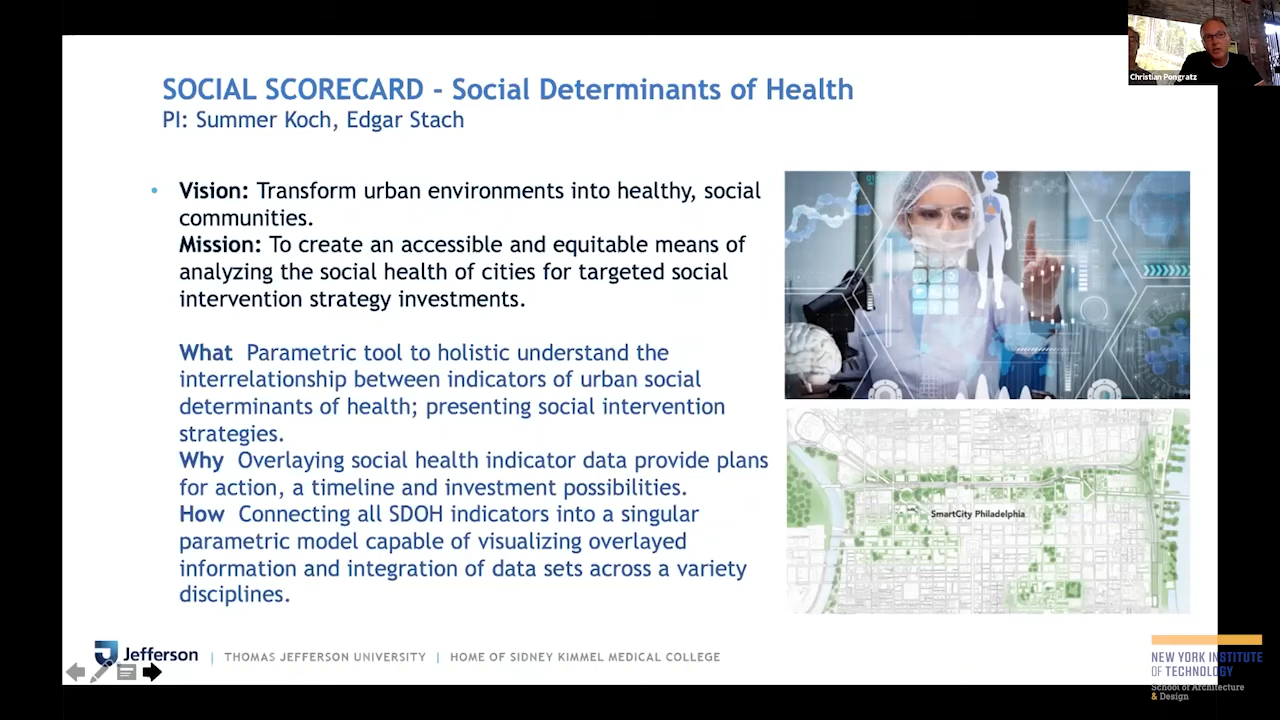 Christian Pongratz
SOCIAL SCORECARD - Social Determinants of Health
PI: Summer Koch, Edgar Stach
• Vision: Transform urban environments into healthy, social
communities.
Mission: To create an accessible and equitable means of
analyzing the social health of cities for targeted social
intervention strategy investments.
What Parametric tool to holistic understand the
interrelationship between indicators of urban social
determinants of health; presenting social intervention
strategies.
Why Overlaying social health indicator data provide plans
for action, a timeline and investment possibilities.
How Connecting all SDOH indicators into a singular
parametric model capable of visualizing overlayed
information and integration of data sets across a variety
disciplines.
SmartCity Philadelphia
Jefferson | THOMAS JEFFERSON UNIVERSITY | HOME OF SIDNEY KIMMEL MEDICAL COLLEGE
NEW YORK INSTITUTE
OF TECHNOLOGY
School of Architecture
& Design